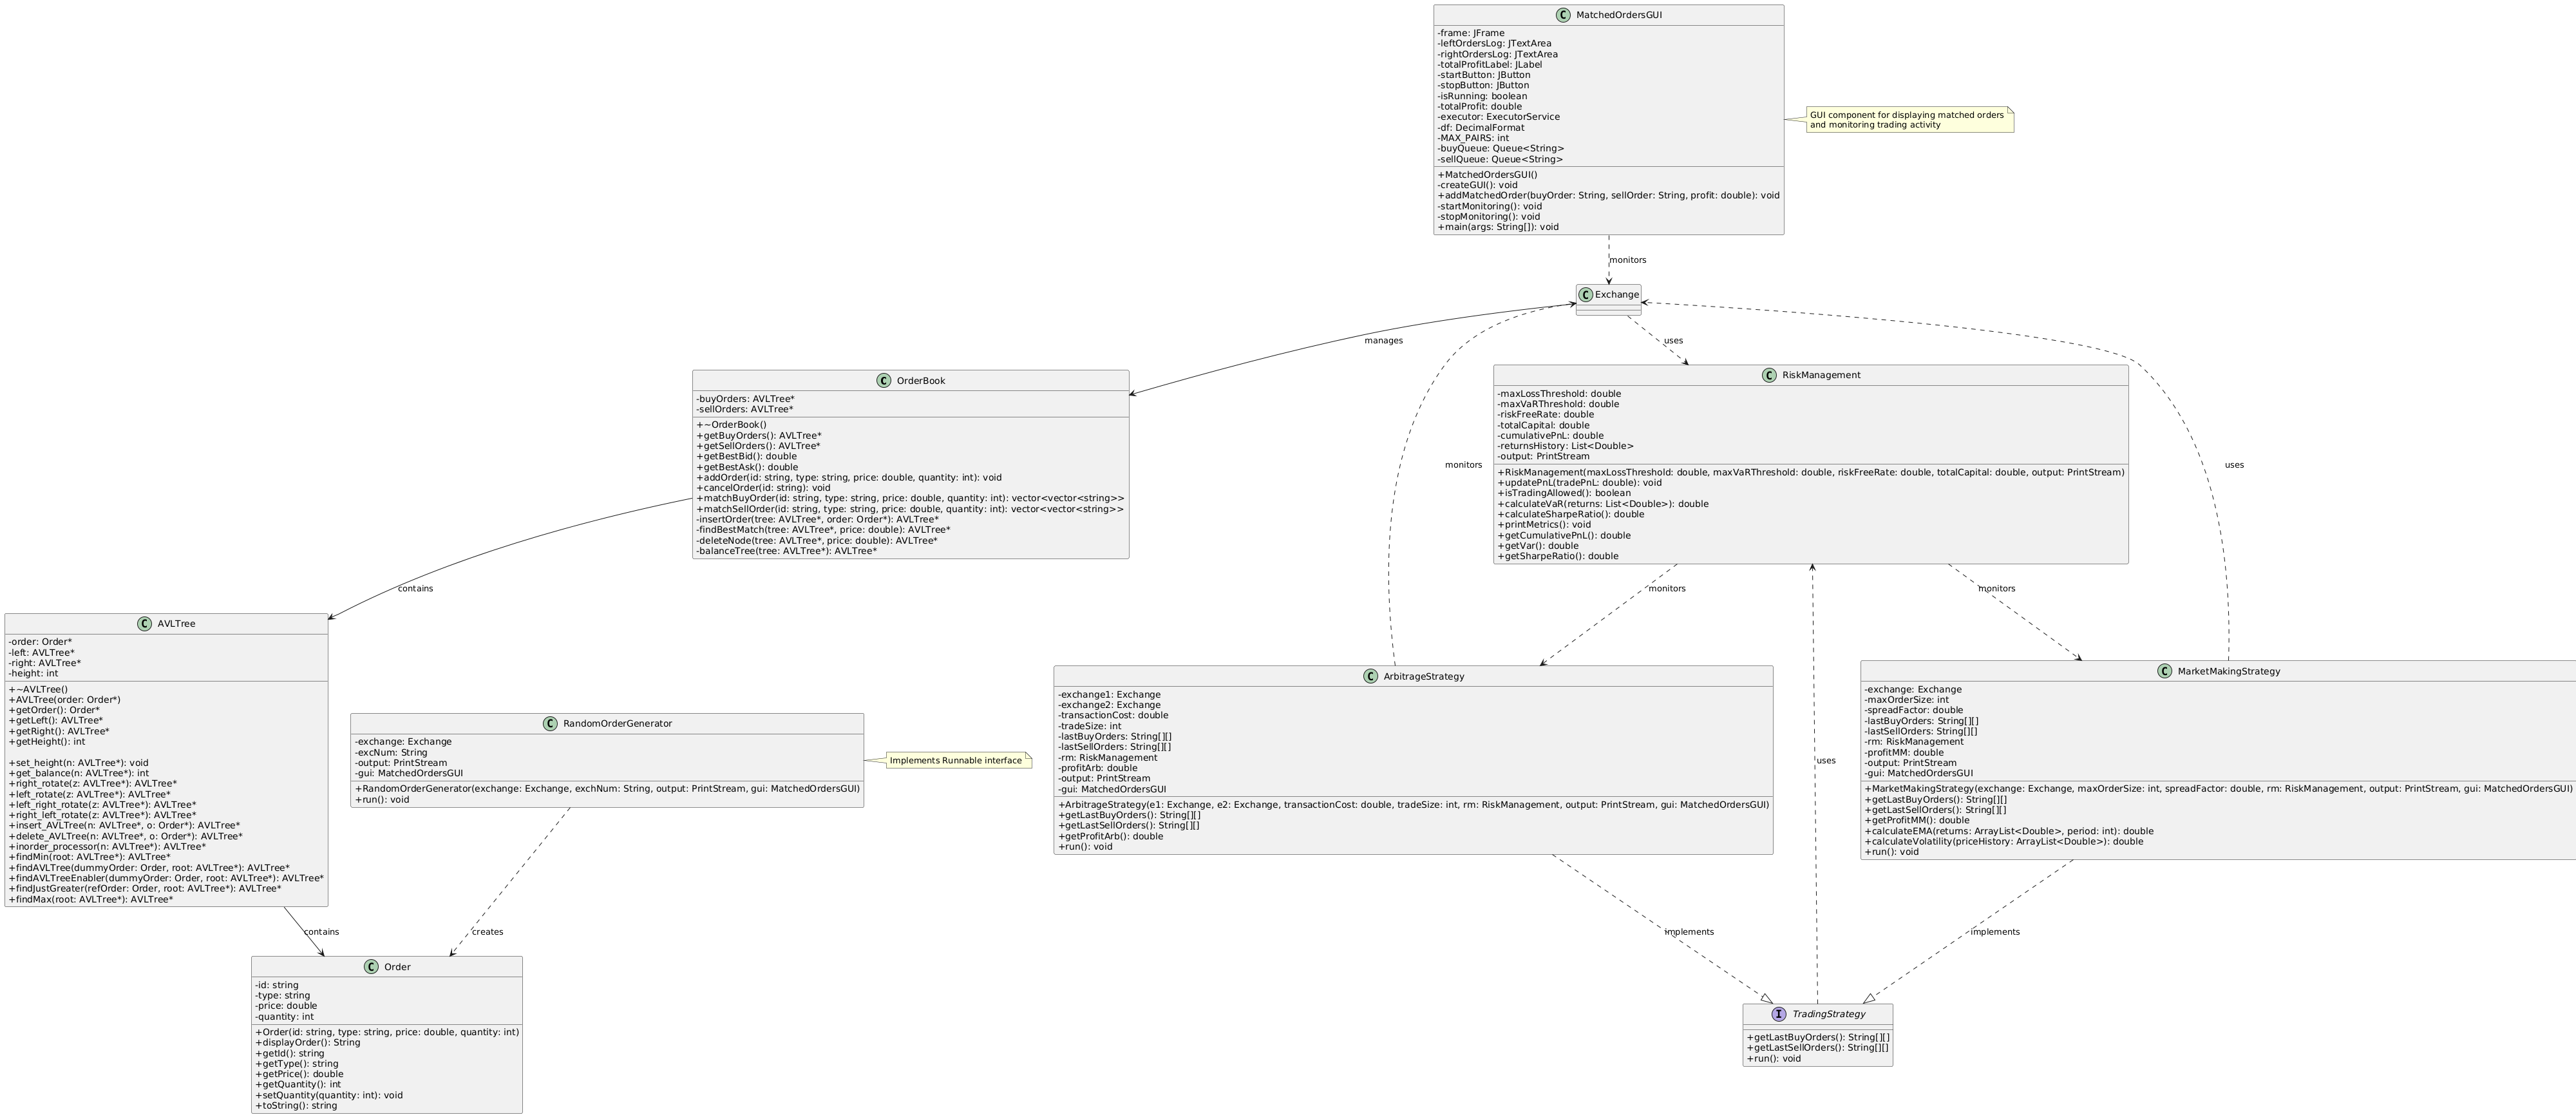 C MatchedOrdersGUI
-frame: JFrame
-leftOrdersLog: JTextArea
-rightOrdersLog: JTextArea
-totalProfitLabel: JLabel
-startButton: JButton
-stopButton: JButton
-isRunning: boolean
-totalProfit: double
-executor: ExecutorService
-df: DecimalFormat
-MAX_PAIRS: int
-buyQueue: Queue<String>
-sellQueue: Queue<String>
+MatchedOrdersGUI()
-createGUI(): void
+addMatchedOrder(buyOrder: String, sellOrder: String, profit: double): void
-startMonitoring(): void
-stopMonitoring(): void
+main(args: String[]): void
GUI component for displaying matched orders
and monitoring trading activity
monitors
C Exchange
manages
uses
C OrderBook
-buyOrders: AVLTree*
-sellOrders: AVLTree*
+~OrderBook()
+getBuyOrders(): AVLTree*
+getSellOrders(): AVLTree*
+getBestBid(): double
+getBestAsk(): double
+addOrder(id: string, type: string, price: double, quantity: int): void
+cancelOrder(id: string): void
+matchBuyOrder(id: string, type: string, price: double, quantity: int): vector<vector<string>>
+matchSellOrder(id: string, type: string, price: double, quantity: int): vector<vector<string>>
-insertOrder(tree: AVLTree*, order: Order*): AVLTree*
-findBestMatch(tree: AVLTree*, price: double): AVLTree*
-deleteNode(tree: AVLTree*, price: double): AVLTree*
-balanceTree(tree: AVLTree*): AVLTree*
monitors
C RiskManagement
-maxLossThreshold: double
-maxVaRThreshold: double
-riskFreeRate: double
-totalCapital: double
-cumulativePnL: double
-returnsHistory: List<Double>
-output: PrintStream
+RiskManagement(maxLossThreshold: double, maxVaRThreshold: double, riskFreeRate: double, totalCapital: double, output: PrintStream)
+updatePnL(tradePnL: double): void
+isTradingAllowed(): boolean
+calculateVaR(returns: List<Double>): double
+calculateSharpeRatio(): double
+printMetrics(): void
+getCumulativePnL(): double
+getVar(): double
+getSharpeRatio(): double
uses
contains
monitors
monitors
C AVLTree
-order: Order*
-left: AVLTree*
-right: AVLTree*
-height: int
+~AVLTree()
+AVLTree(order: Order*)
+getOrder(): Order*
+getLeft(): AVLTree*
+getRight(): AVLTree*
+getHeight(): int
+set_height(n: AVLTree*): void
+get_balance(n: AVLTree*): int
+right_rotate(z: AVLTree*): AVLTree*
+left_rotate(z: AVLTree*): AVLTree*
+left_right_rotate(z: AVLTree*): AVLTree*
+right_left_rotate(z: AVLTree*): AVLTree*
+insert_AVLTree(n: AVLTree*, o: Order*): AVLTree*
+delete_AVLTree(n: AVLTree*, o: Order*): AVLTree*
+inorder_processor(n: AVLTree*): AVLTree*
+findMin(root: AVLTree*): AVLTree*
+findAVLTree(dummyOrder: Order, root: AVLTree*): AVLTree*
+findAVLTreeEnabler(dummyOrder: Order, root: AVLTree*): AVLTree*
+findJustGreater(refOrder: Order, root: AVLTree*): AVLTree*
+findMax(root: AVLTree*): AVLTree*
C RandomOrderGenerator
-exchange: Exchange
-excNum: String
-output: PrintStream
-gui: MatchedOrdersGUI
+RandomOrderGenerator(exchange: Exchange, exchNum: String, output: PrintStream, gui: MatchedOrdersGUI)
+run(): void
Implements Runnable interface
C ArbitrageStrategy
-exchange1: Exchange
-exchange2: Exchange
-transactionCost: double
-tradeSize: int
-lastBuyOrders: String[][]
-lastSellOrders: String[][]
-rm: RiskManagement
-profitArb: double
-output: PrintStream
-gui: MatchedOrdersGUI
+ArbitrageStrategy(e1: Exchange, e2: Exchange, transactionCost: double, tradeSize: int, rm: RiskManagement, output: PrintStream, gui: MatchedOrdersGUI)
+getLastBuyOrders(): String[][]
+getLastSellOrders(): String[][]
+getProfitArb(): double
+run(): void
uses
C MarketMakingStrategy
-exchange: Exchange
-maxOrderSize: int
-spreadFactor: double
-lastBuyOrders: String[][]
-lastSellOrders: String[][]
-rm: RiskManagement
-profitMM: double
-output: PrintStream
-gui: MatchedOrdersGUI
+MarketMakingStrategy(exchange: Exchange, maxOrderSize: int, spreadFactor: double, rm: RiskManagement, output: PrintStream, gui: MatchedOrdersGUI)
+getLastBuyOrders(): String[][]
+getLastSellOrders(): String[][]
+getProfitMM(): double
+calculateEMA(returns: ArrayList<Double>, period: int): double
+calculateVolatility(priceHistory: ArrayList<Double>): double
+run(): void
contains
creates
implements
implements
C Order
-id: string
-type: string
-price: double
-quantity: int
+Order(id: string, type: string, price: double, quantity: int)
+displayOrder(): String
+getId(): string
+getType(): string
+getPrice(): double
+getQuantity(): int
+setQuantity(quantity: int): void
+toString(): string
I TradingStrategy
+getLastBuyOrders(): String[][]
+getLastSellOrders(): String[][]
+run(): void